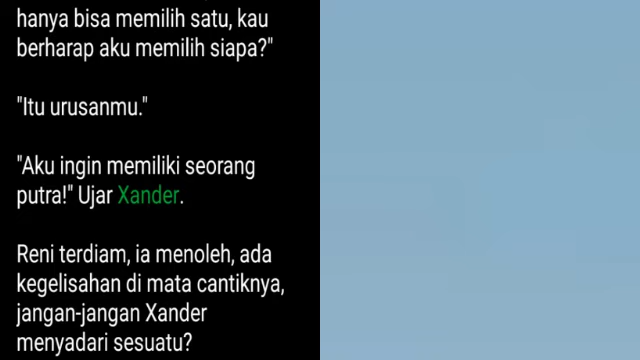 hanya bisa memilih satu, kau
berharap aku memilih siapa?"
"Itu urusanmu."
"Aku ingin memiliki seorang
putra!" Ujar Xander.
Reni terdiam, ia menoleh, ada
kegelisahan di mata cantiknya,
jangan-jangan Xander
menyadari sesuatu?